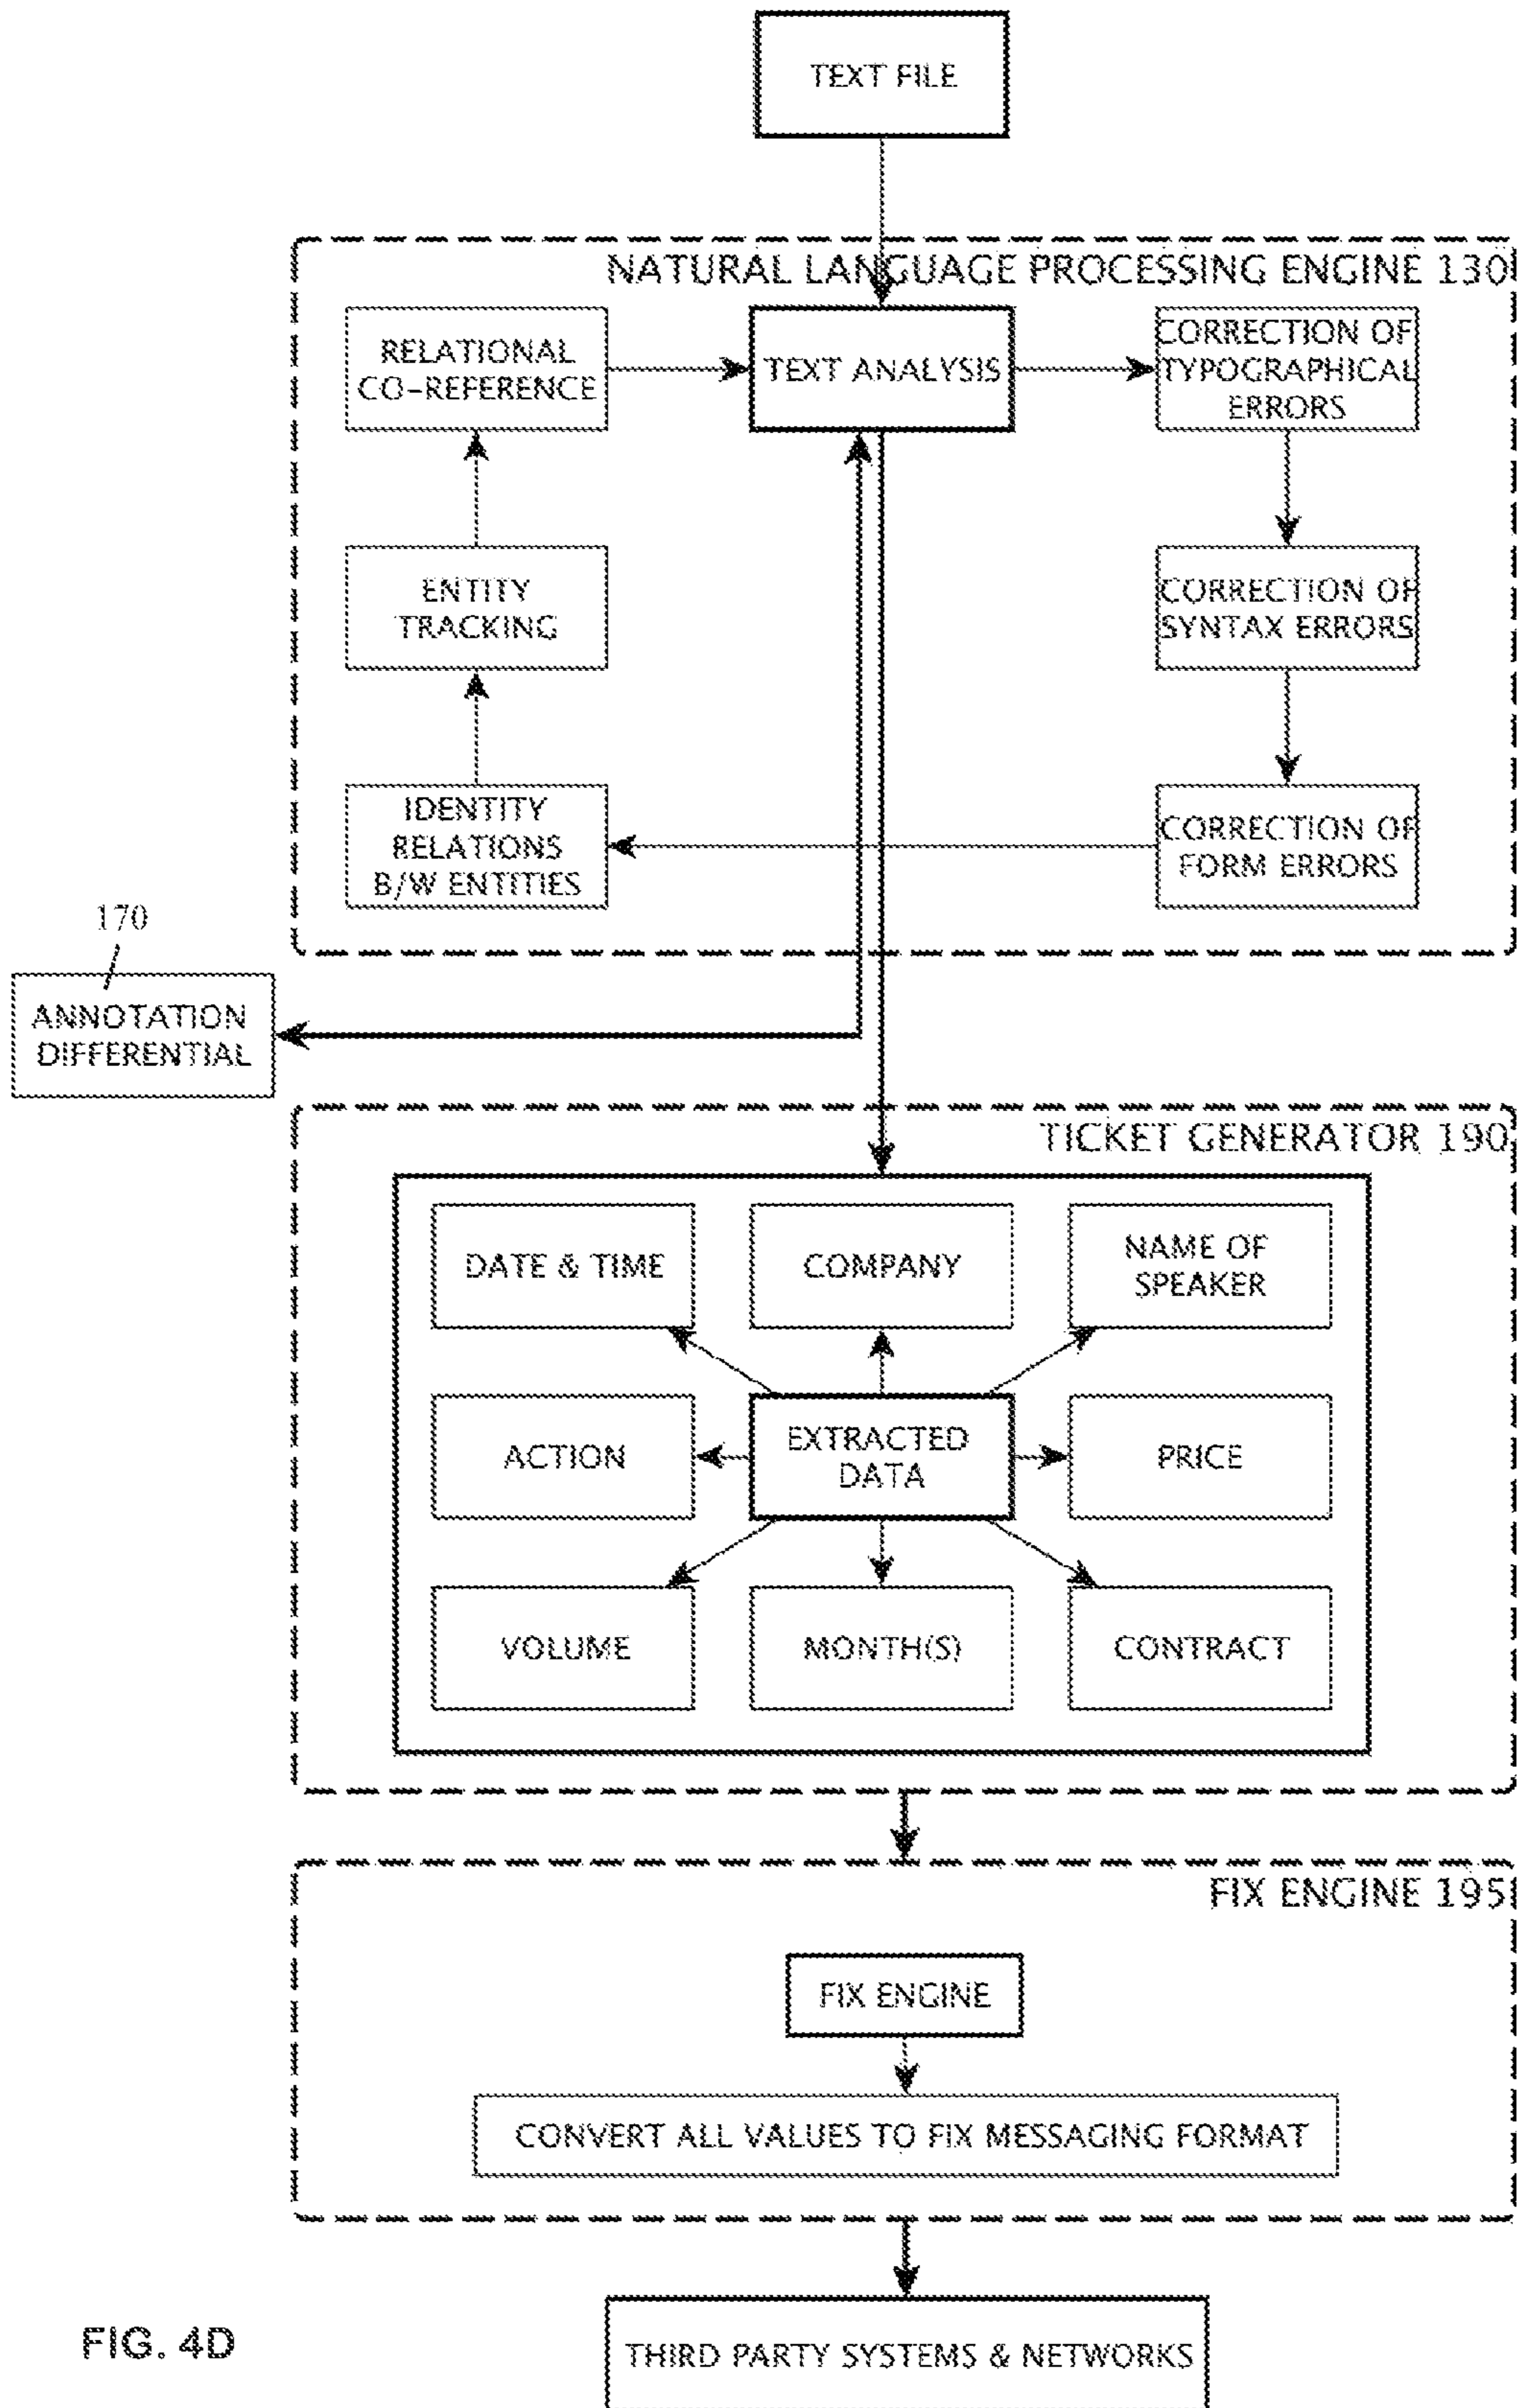 TEXT FILE
NATURAL LANGUAGE PROCESSING ENGINE 130
RELATIONAL
CO-REFERENCE
TEXT ANALYSIS
CORRECTION OF
TYPOGRAPHICAL
ERRORS
ENTITY
TRACKING
CORRECTION OF
SYNTAX ERRORS
IDENTITY
RELATIONS
B/W ENTITIES
CORRECTION OF
FORM ERRORS
170
ANNOTATION
DIFFERENTIAL
TICKET GENERATOR 190
DATE & TIME
COMPANY
NAME OF
SPEAKER
ACTION
EXTRACTED
DATA
PRICE
VOLUME
MONTH(S)
CONTRACT
FIX ENGINE 195
FIX ENGINE
CONVERT ALL VALUES TO FIX MESSAGING FORMAT
THIRD PARTY SYSTEMS & NETWORKS
FIG. 4D